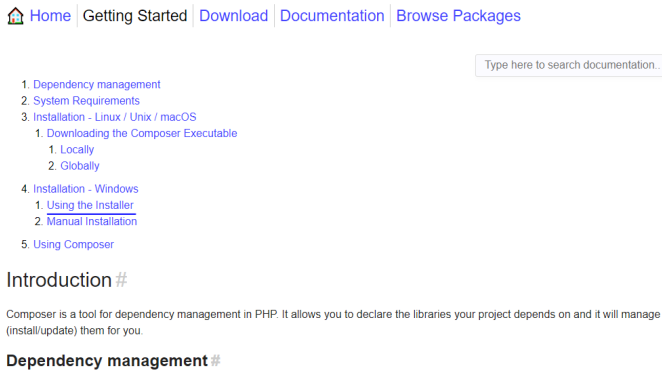 Home Getting Started Download Documentation Browse Packages
Type here to search documentation..
1. Dependency management
2. System Requirements
3. Installation - Linux / Unix / macOS
1. Downloading the Composer Executable
1. Locally
2. Globally
4. Installation - Windows
1. Using the Installer
2. Manual Installation
5. Using Composer
Introduction #
Composer is a tool for dependency management in PHP. It allows you to declare the libraries your project depends on and it will manage
(install/update) them for you.
Dependency management #